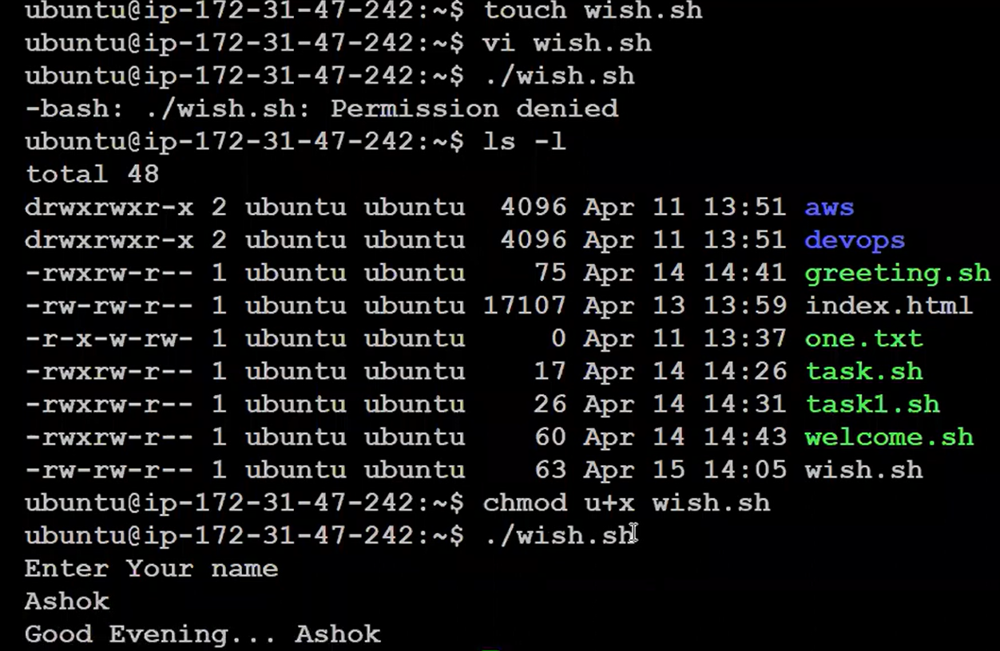 ubuntu@ip-172-31-47-242:~$ touch wish.sh
ubuntu@ip-172-31-47-242:~$ vi wish.sh
ubuntu@ip-172-31-47-242:~$ ./wish.sh
-bash: ./wish.sh: Permission denied
ubuntu@ip-172-31-47-242:~$ ls -l
total 48
drwxrwxr-x 2 ubuntu ubuntu  4096 Apr 11 13:51 aws
drwxrwxr-x 2 ubuntu ubuntu  4096 Apr 11 13:51 devops
-rwxrw-r-- 1 ubuntu ubuntu    75 Apr 14 14:41 greeting.sh
-rw-rw-r-- 1 ubuntu ubuntu 17107 Apr 13 13:59 index.html
-r-x-w-rw- 1 ubuntu ubuntu     0 Apr 11 13:37 one.txt
-rwxrw-r-- 1 ubuntu ubuntu    17 Apr 14 14:26 task.sh
-rwxrw-r-- 1 ubuntu ubuntu    26 Apr 14 14:31 task1.sh
-rwxrw-r-- 1 ubuntu ubuntu    60 Apr 14 14:43 welcome.sh
-rw-rw-r-- 1 ubuntu ubuntu    63 Apr 15 14:05 wish.sh
ubuntu@ip-172-31-47-242:~$ chmod u+x wish.sh
ubuntu@ip-172-31-47-242:~$ ./wish.sh
Enter Your name
Ashok
Good Evening... Ashok